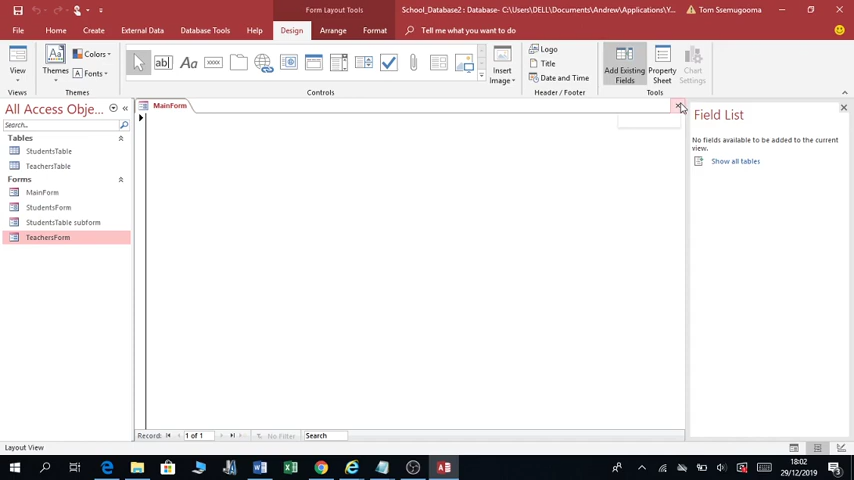 Form Layout Tools
School_Database2 : Database- C:\Users\DELL\Documents\Andrew\Applications\Y...
Tom Ssemugooma
File
Home
Create
External Data
Database Tools
Help
Design
Arrange
Format
Tell me what you want to do
View
Themes
Colors
Fonts
ab|
Aa
xxxx
Insert
Image
Logo
Title
Date and Time
Add Existing
Fields
Property
Sheet
Chart
Settings
Views
Themes
Controls
Header / Footer
Tools
All Access Obje...
Search...
Tables
StudentsTable
TeachersTable
Forms
MainForm
StudentsForm
StudentsTable subform
TeachersForm
MainForm
Field List
No fields available to be added to the current
view.
Show all tables
Record:
1 of 1
No Filter
Search
Layout View
18:02
29/12/2019
3